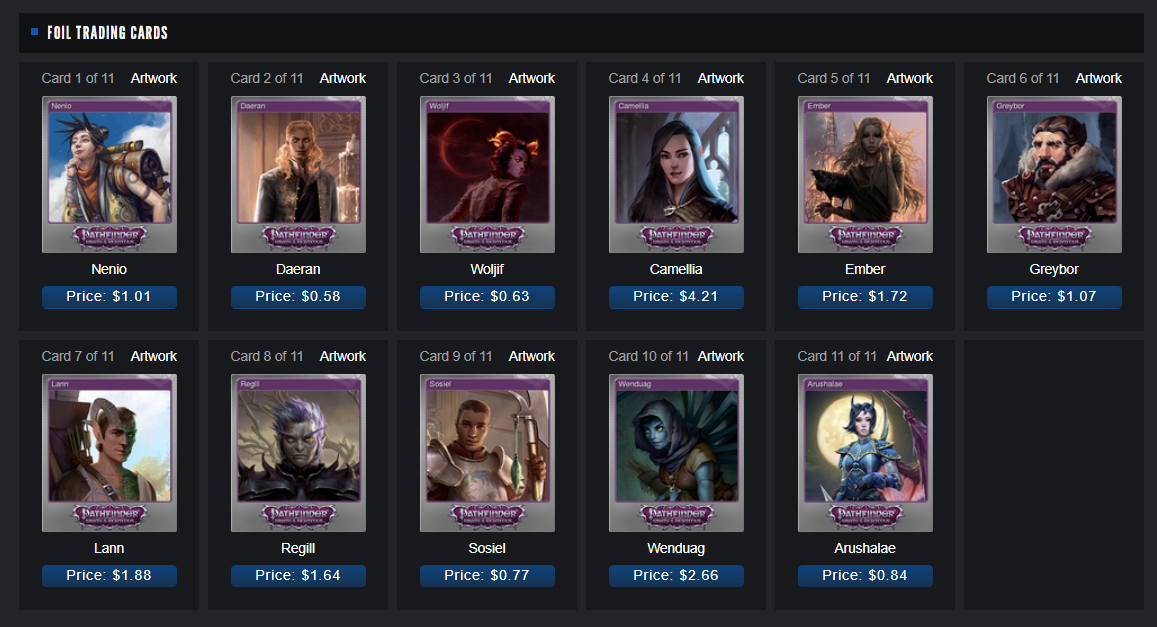 FOIL TRADING CARDS
Card 1 of 11 Artwork
Nenio
PATHFINDER
Nenio
Price: $1.01
Card 2 of 11 Artwork
Daeran
PATHFINDER
Daeran
Price: $0.58
Card 3 of 11 Artwork
Woljif
PATHFINDER
Woljif
Price: $0.63
Card 4 of 11 Artwork
Camellia
PATHFINDER
Camellia
Price: $4.21
Card 5 of 11 Artwork
Ember
PATHFINDER
Ember
Price: $1.72
Card 6 of 11 Artwork
Greybor
PATHFINDER
Greybor
Price: $1.07
Card 7 of 11 Artwork
Lann
PATHFINDER
Lann
Price: $1.88
Card 8 of 11 Artwork
Regill
PATHFINDER
Regill
Price: $1.64
Card 9 of 11 Artwork
Sosiel
PATHFINDER
Sosiel
Price: $0.77
Card 10 of 11 Artwork
Wenduag
PATHFINDER
Wenduag
Price: $2.66
Card 11 of 11 Artwork
Arushalae
PATHFINDER
Arushalae
Price: $0.84